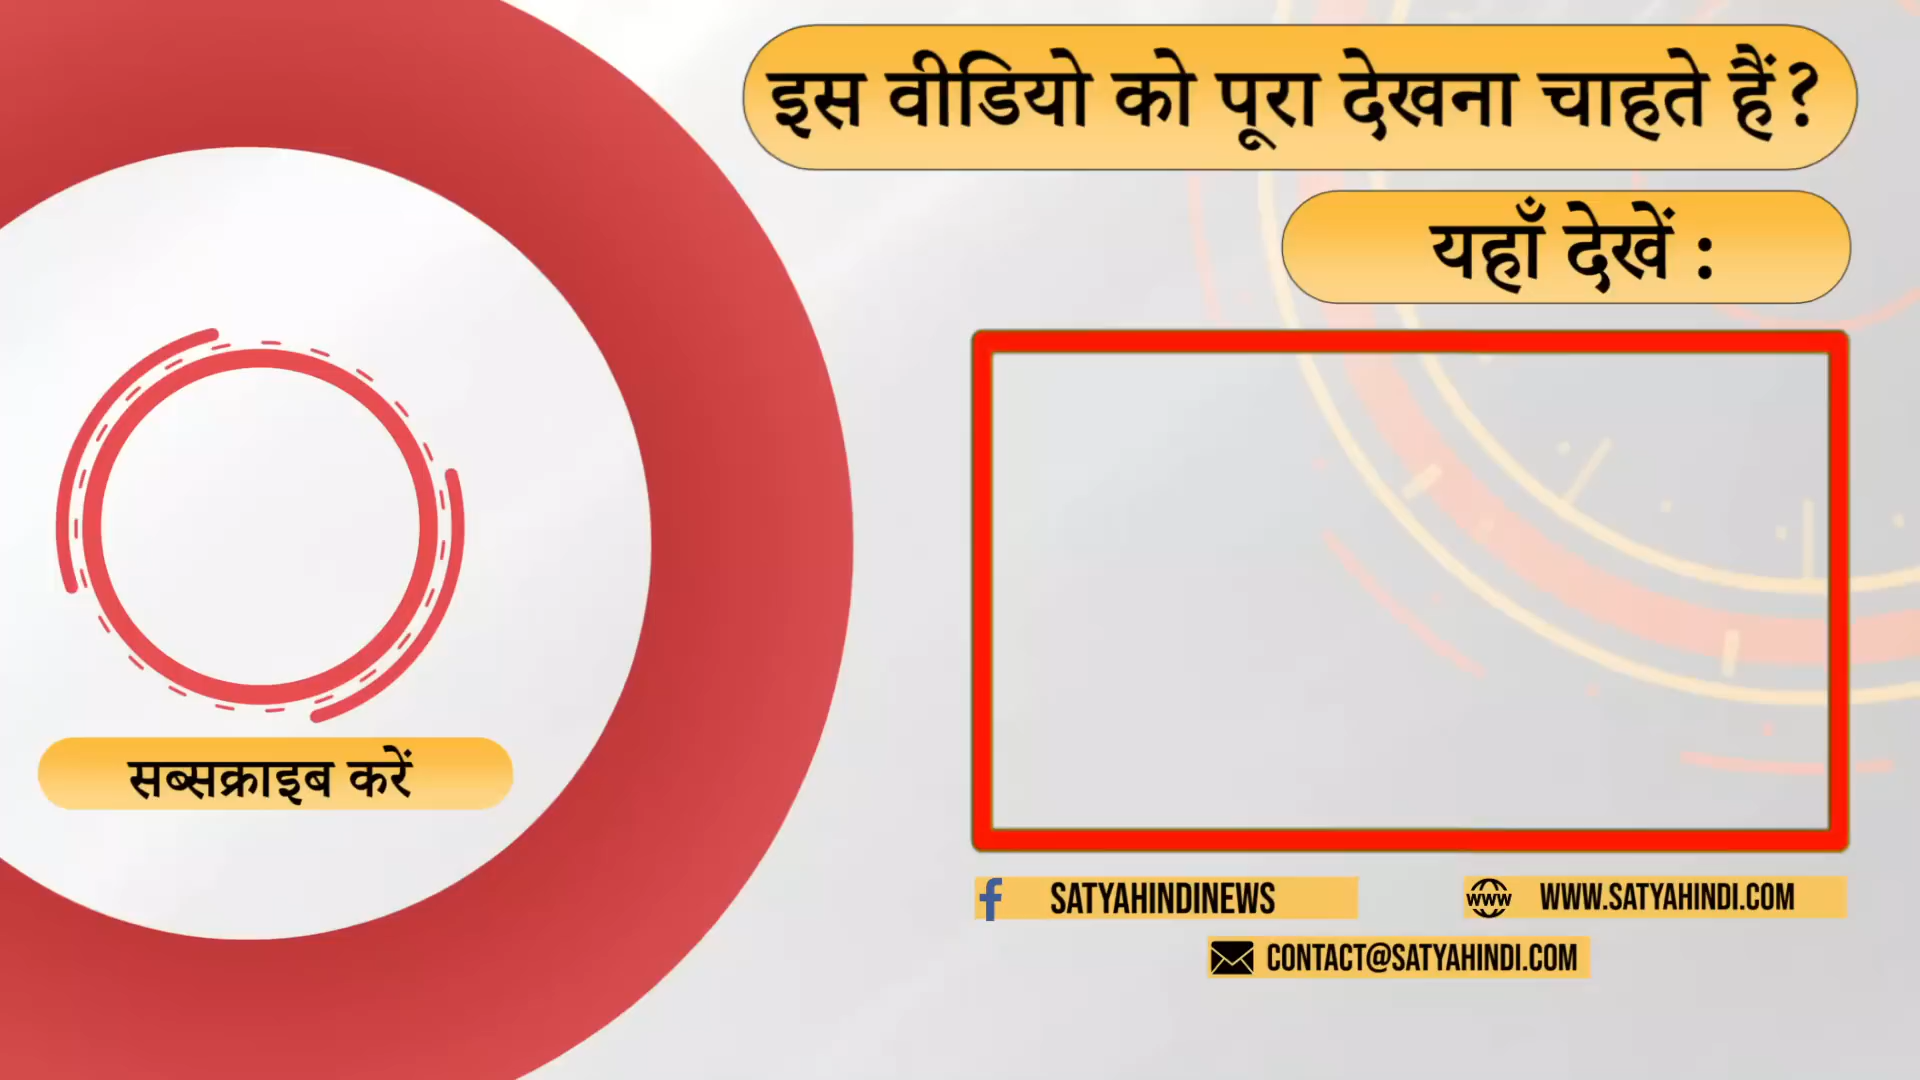 इस वीडियो को पूरा देखना चाहते हैं?
यहाँ देखें :
सब्सक्राइब करें
SATYAHINDINEWS
WWW WWW.SATYAHINDI.COM
CONTACT@SATYAHINDI.COM